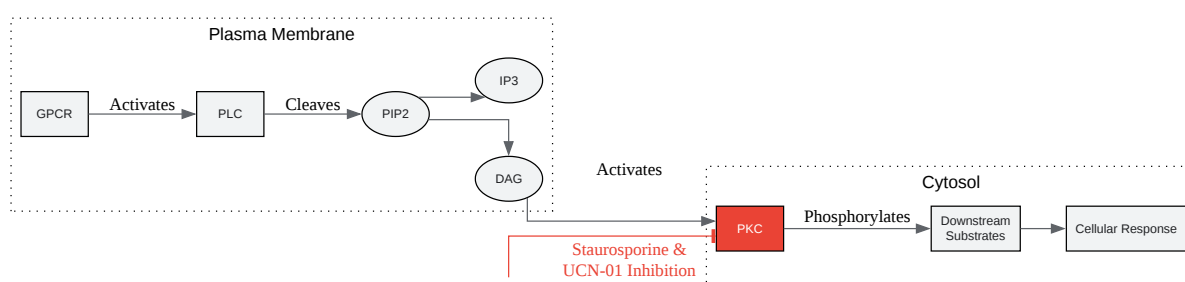 Plasma Membrane
IP3
GPCR
Activates
PLC
Cleaves
PIP2
DAG
Activates
Cytosol
PKC
Phosphorylates
Downstream
Substrates
Cellular Response
Staurosporine &
UCN-01 Inhibition